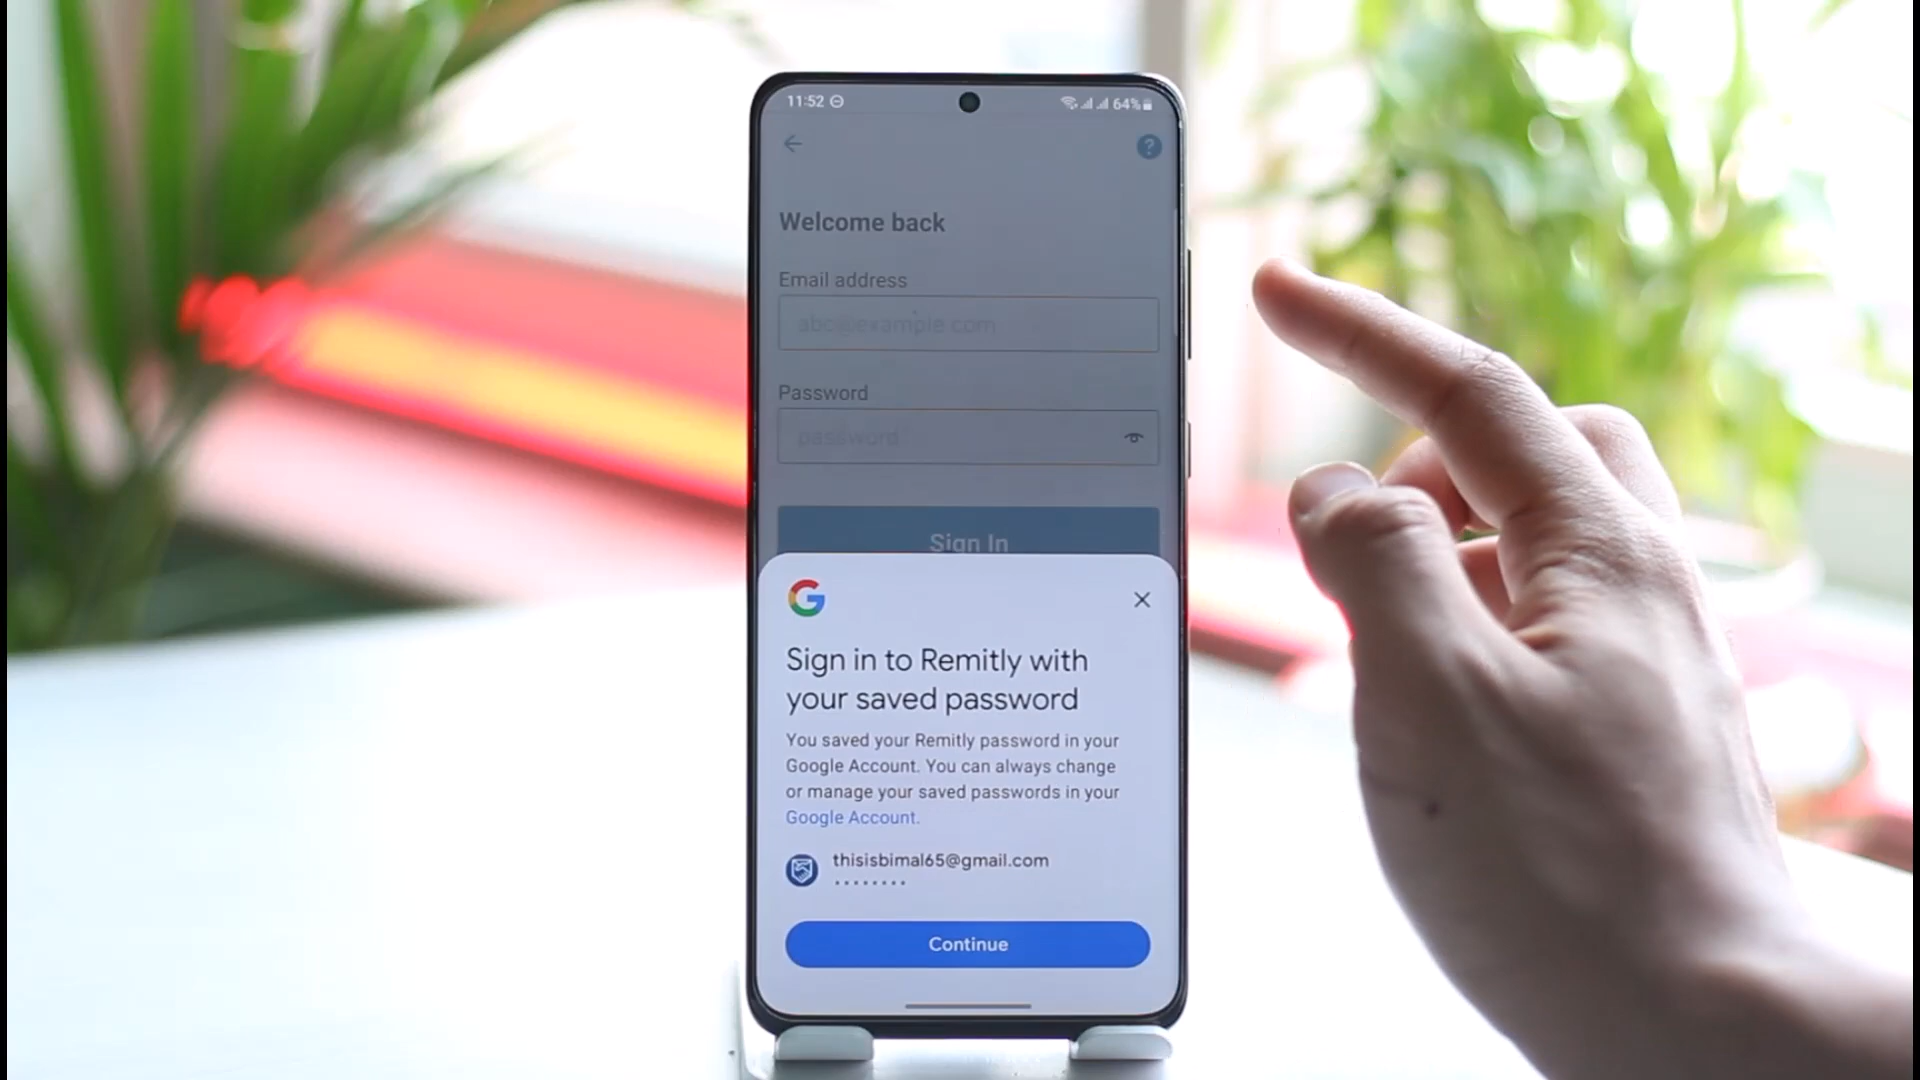 11:52
64%
?
Welcome back
Email address
abc@example.com
Password
password
Sign In
G
Sign in to Remitly with
your saved password
You saved your Remitly password in your
Google Account. You can always change
or manage your saved passwords in your
Google Account.
thisisbimal65@gmail.com
••••••••
Continue